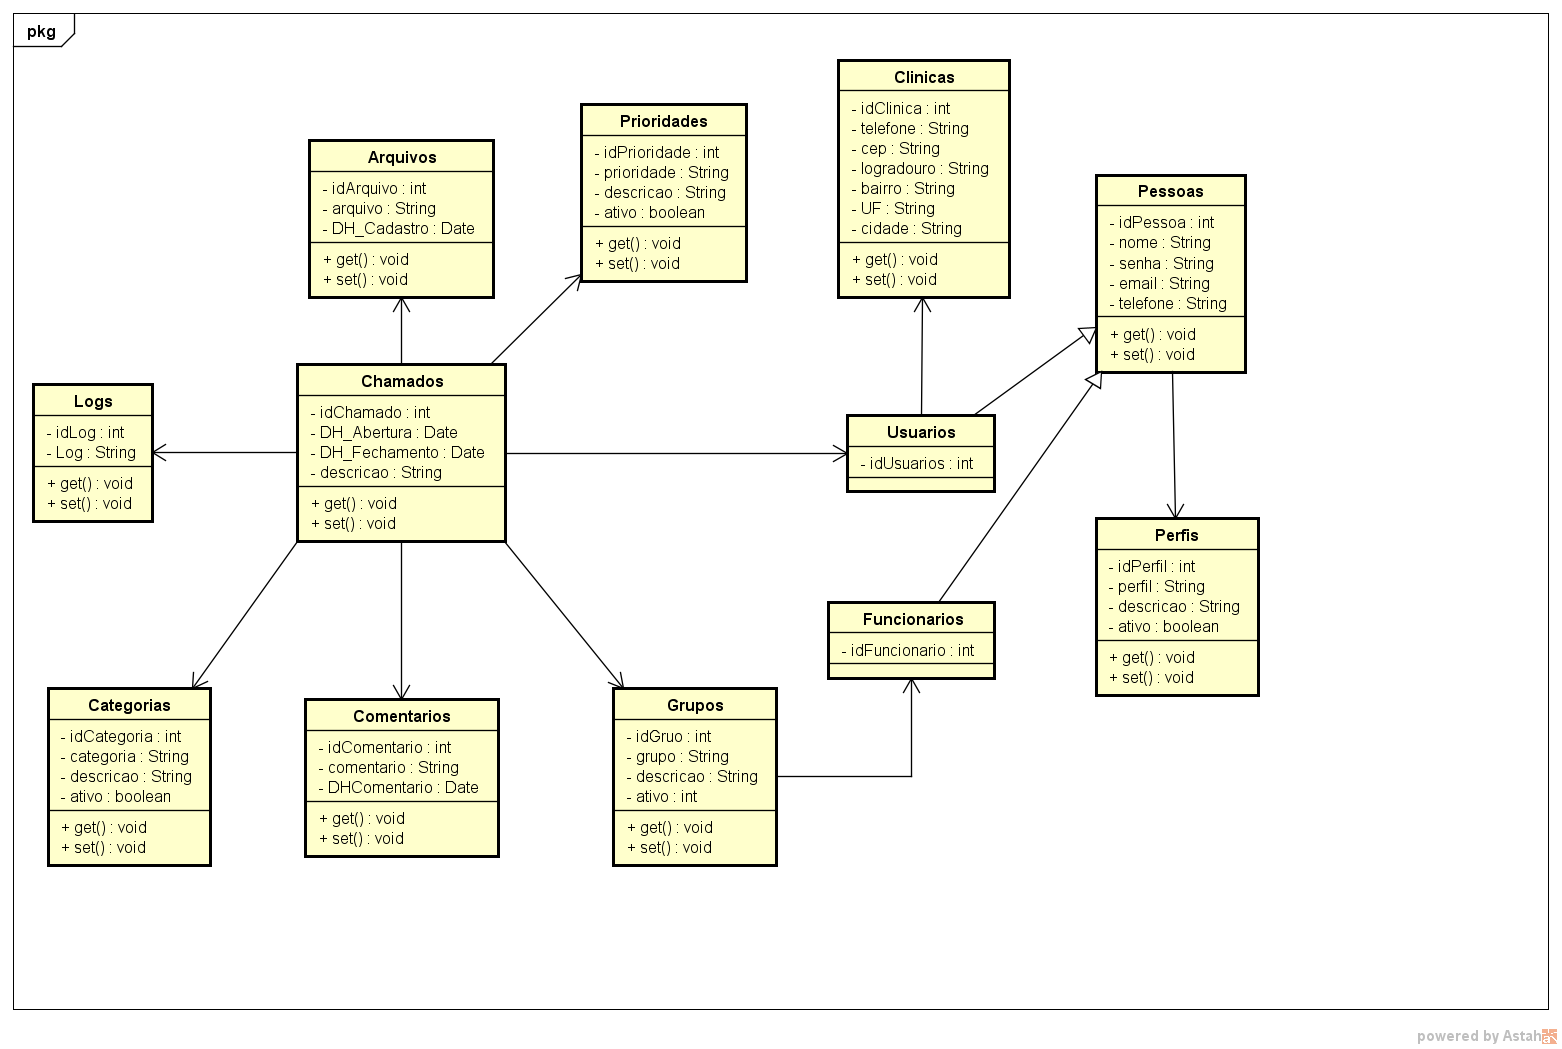 pkg
Clinicas
- idClinica : int
- telefone : String
- cep : String
- logradouro : String
- bairro : String
- UF : String
- cidade : String
+ get() : void
+ set() : void
Prioridades
- idPrioridade : int
- prioridade : String
- descricao : String
- ativo : boolean
+ get() : void
+ set() : void
Arquivos
- idArquivo : int
- arquivo : String
- DH_Cadastro : Date
+ get() : void
+ set() : void
Pessoas
- idPessoa : int
- nome : String
- senha : String
- email : String
- telefone : String
+ get() : void
+ set() : void
Chamados
- idChamado : int
- DH_Abertura : Date
- DH_Fechamento : Date
- descricao : String
+ get() : void
+ set() : void
Logs
- idLog : int
- Log : String
+ get() : void
+ set() : void
Usuarios
- idUsuarios : int
Perfis
- idPerfil : int
- perfil : String
- descricao : String
- ativo : boolean
+ get() : void
+ set() : void
Funcionarios
- idFuncionario : int
Categorias
- idCategoria : int
- categoria : String
- descricao : String
- ativo : boolean
+ get() : void
+ set() : void
Comentarios
- idComentario : int
- comentario : String
- DHComentario : Date
+ get() : void
+ set() : void
Grupos
- idGruo : int
- grupo : String
- descricao : String
- ativo : int
+ get() : void
+ set() : void
powered by Astah